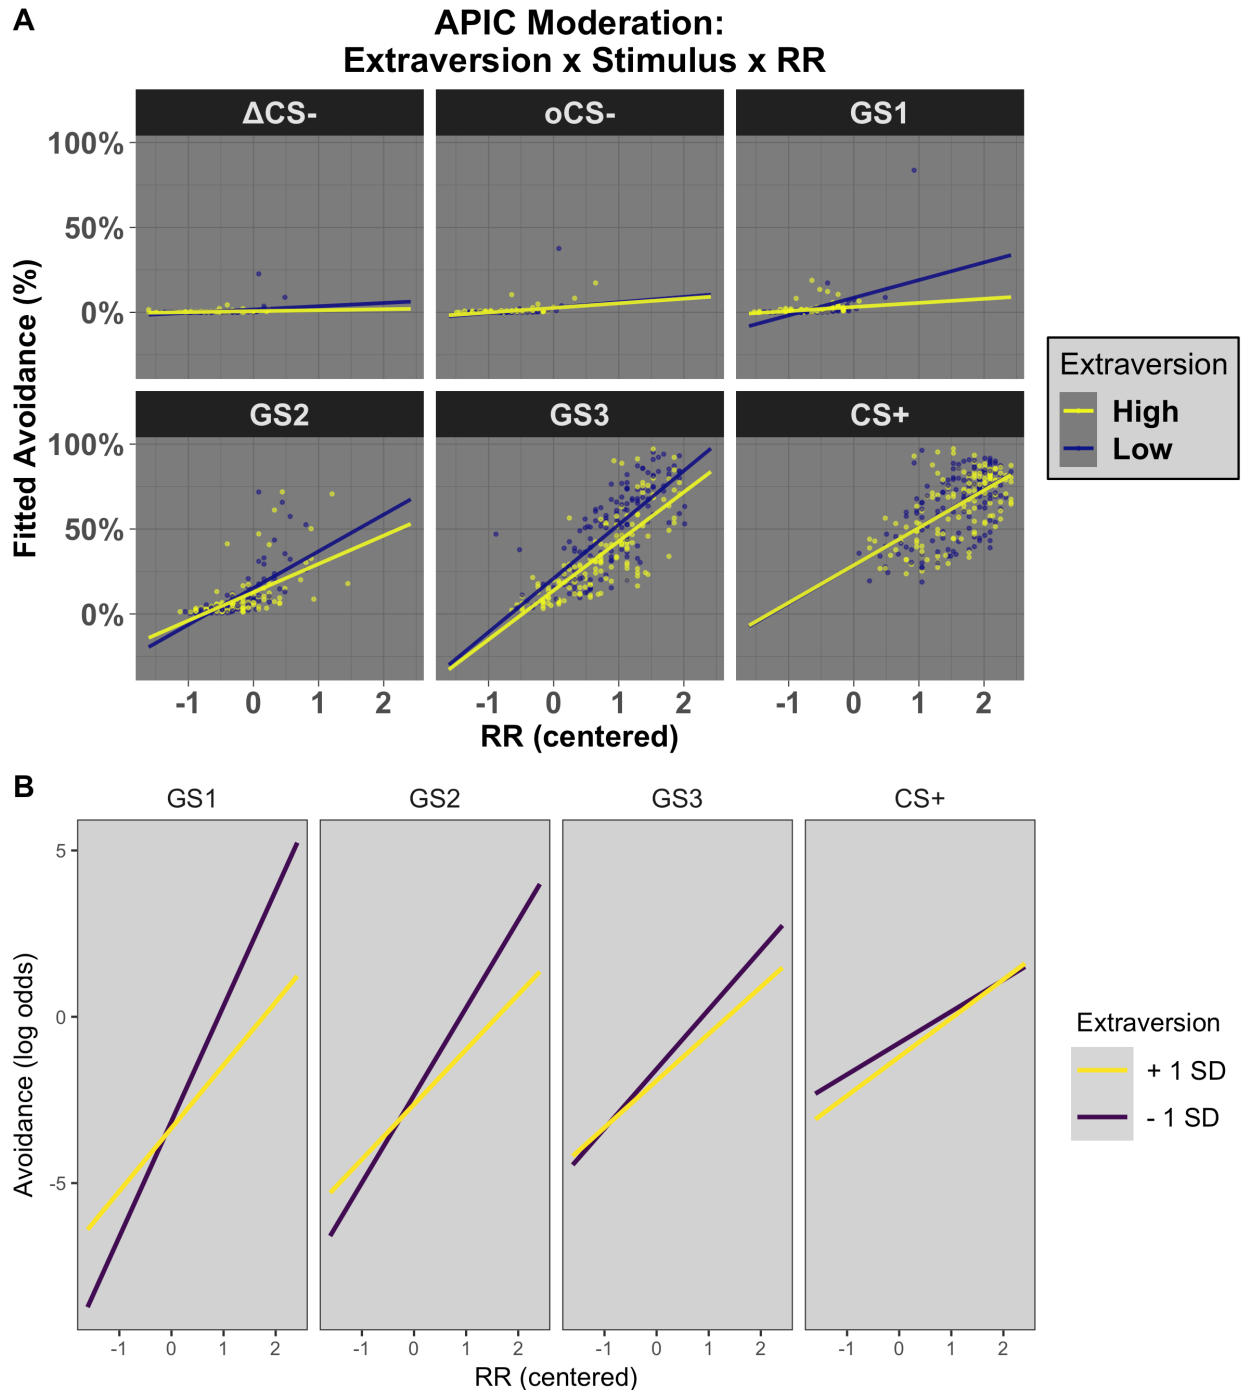 A
APIC Moderation:
Extraversion x Stimulus x RR
ΔCS- oCS- GS1
100%
50%
0%
GS2 GS3 CS+
100%
50%
0%
Fitted Avoidance (%)
-1 0 1 2 -1 0 1 2 -1 0 1 2
RR (centered)
Extraversion
High
Low
B
GS1 GS2 GS3 CS+
5
0
-5
Avoidance (log odds)
-1 0 1 2 -1 0 1 2 -1 0 1 2 -1 0 1 2
RR (centered)
Extraversion
+ 1 SD
- 1 SD